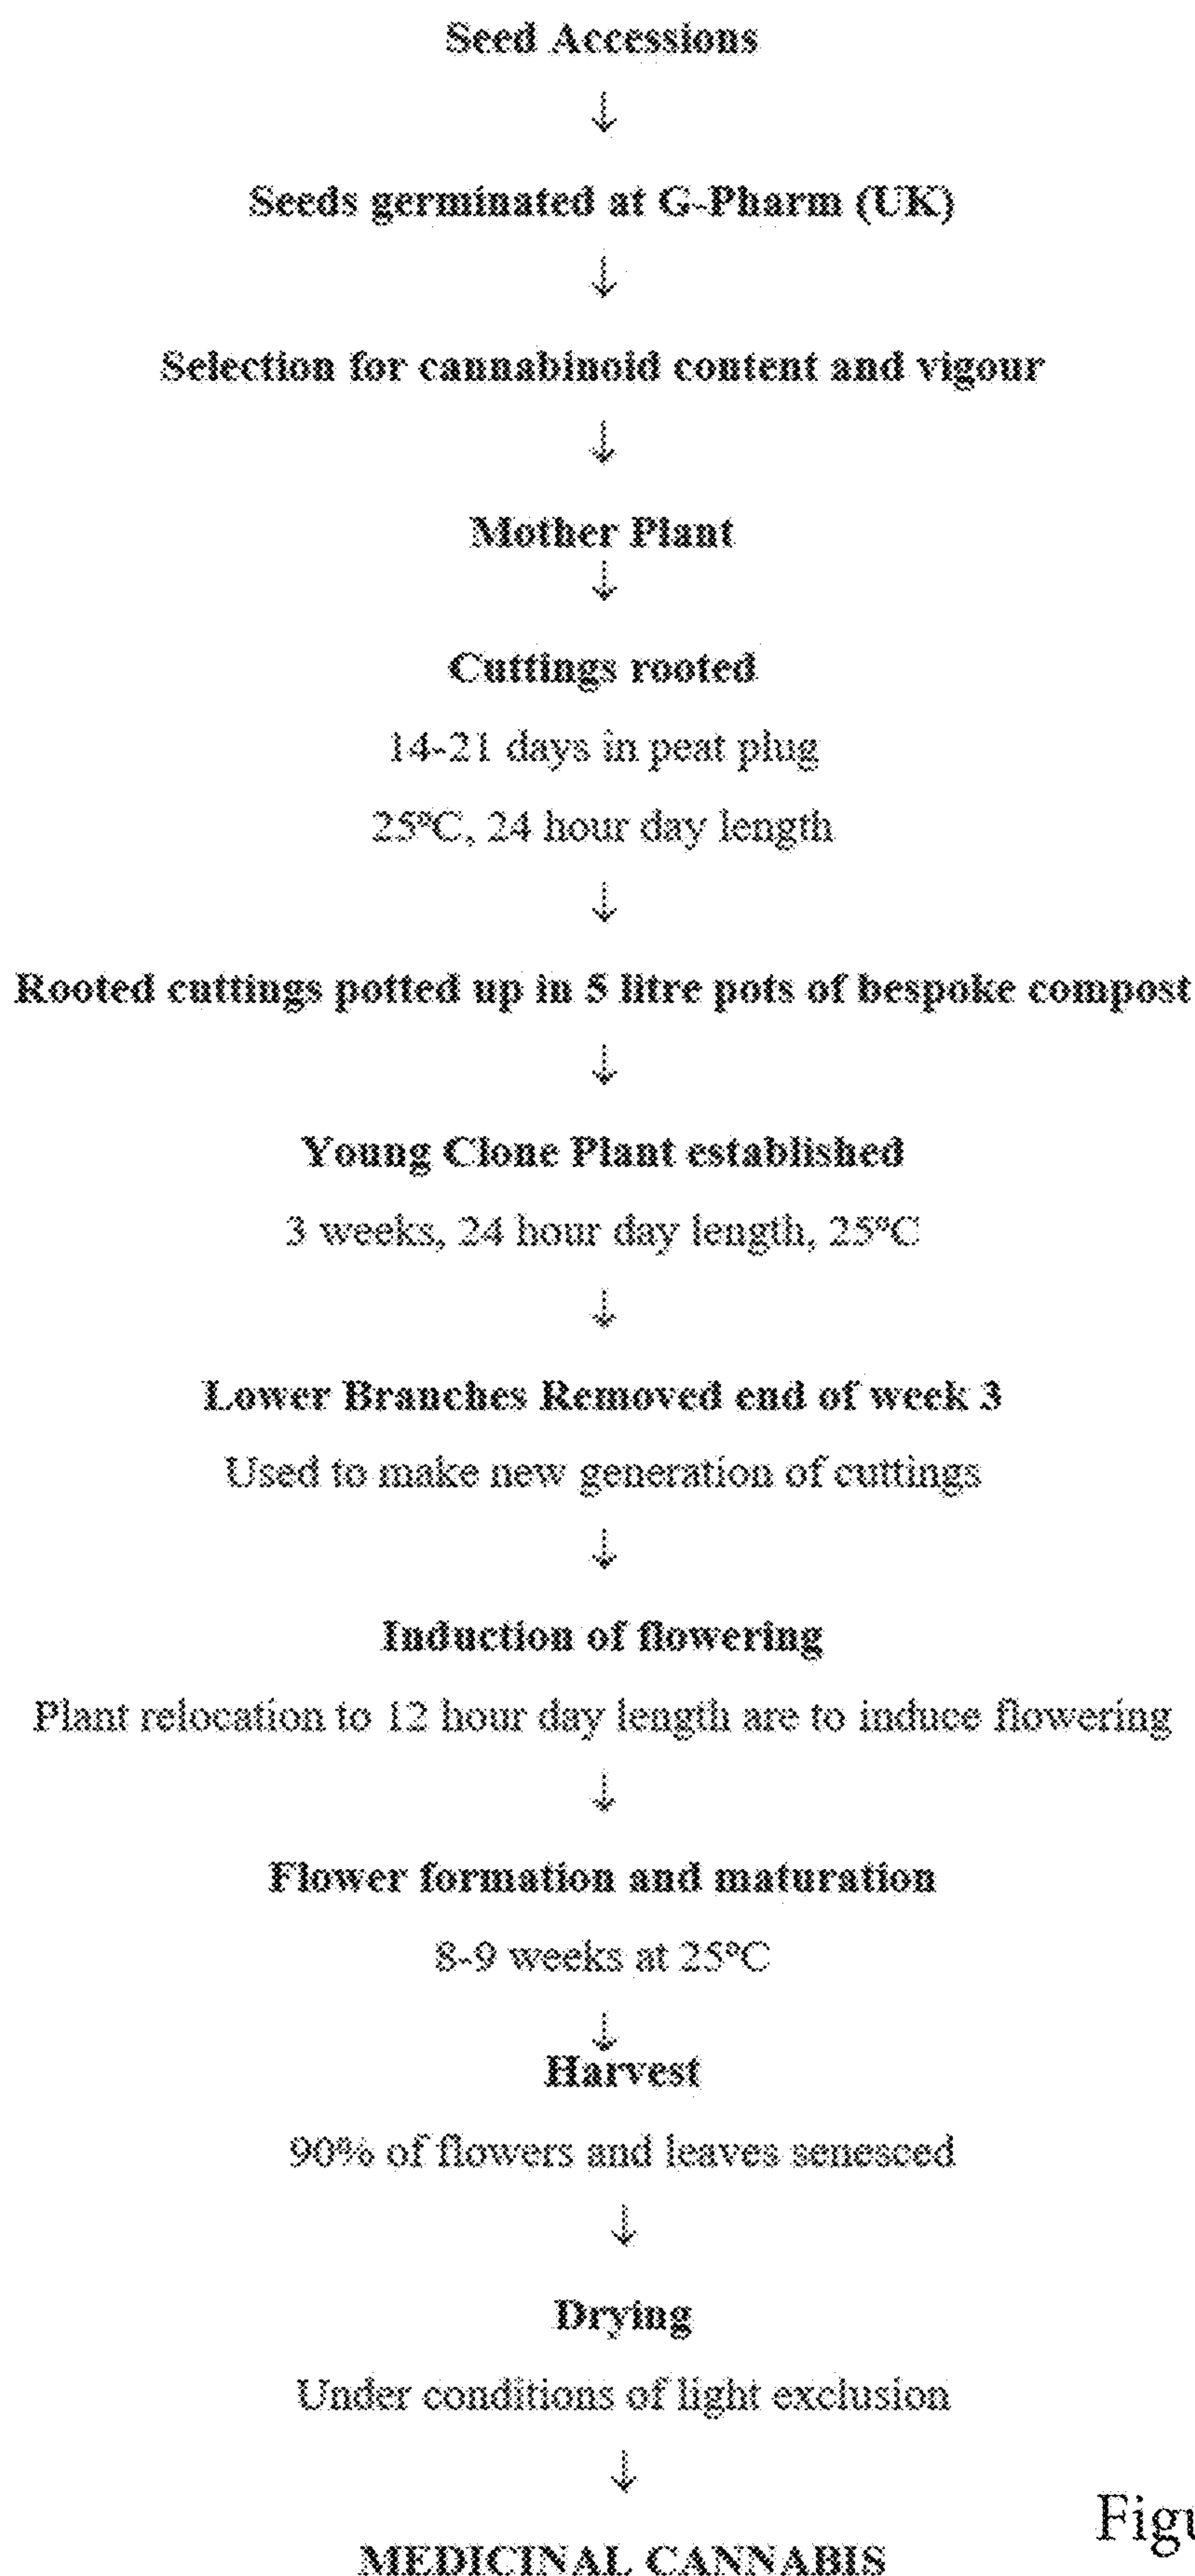 Seed Accessions
↓
Seeds germinated at G-Pharm (UK)
↓
Selection for cannabinoid content and vigour
↓
Mother Plant
↓
Cuttings rooted
14-21 days in peat plug
25ºC, 24 hour day length
↓
Rooted cuttings potted up in 5 litre pots of bespoke compost
↓
Young Clone Plant established
3 weeks, 24 hour day length, 25ºC
↓
Lower Branches Removed end of week 3
Used to make new generation of cuttings
↓
Induction of flowering
Plant relocation to 12 hour day length are to induce flowering
↓
Flower formation and maturation
8-9 weeks at 25ºC
↓
Harvest
90% of flowers and leaves senesced
↓
Drying
Under conditions of light exclusion
↓
MEDICINAL CANNABIS